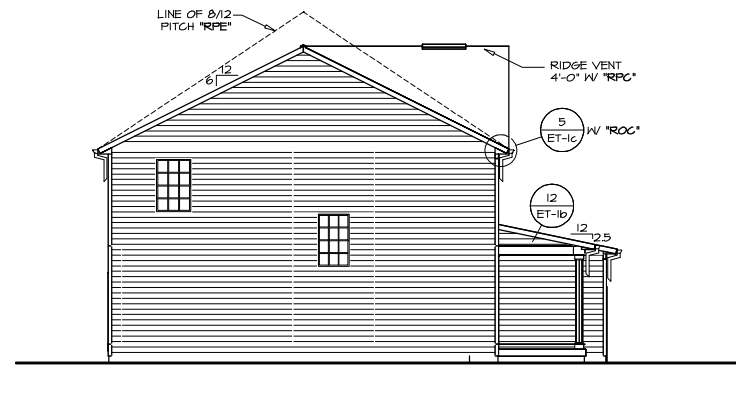 LINE OF 8/12
PITCH "RPE"
12
6
RIDGE VENT
4'-0" W/ "RPC"
5
ET-1c
W/ "ROC"
12
ET-1b
12
2.5